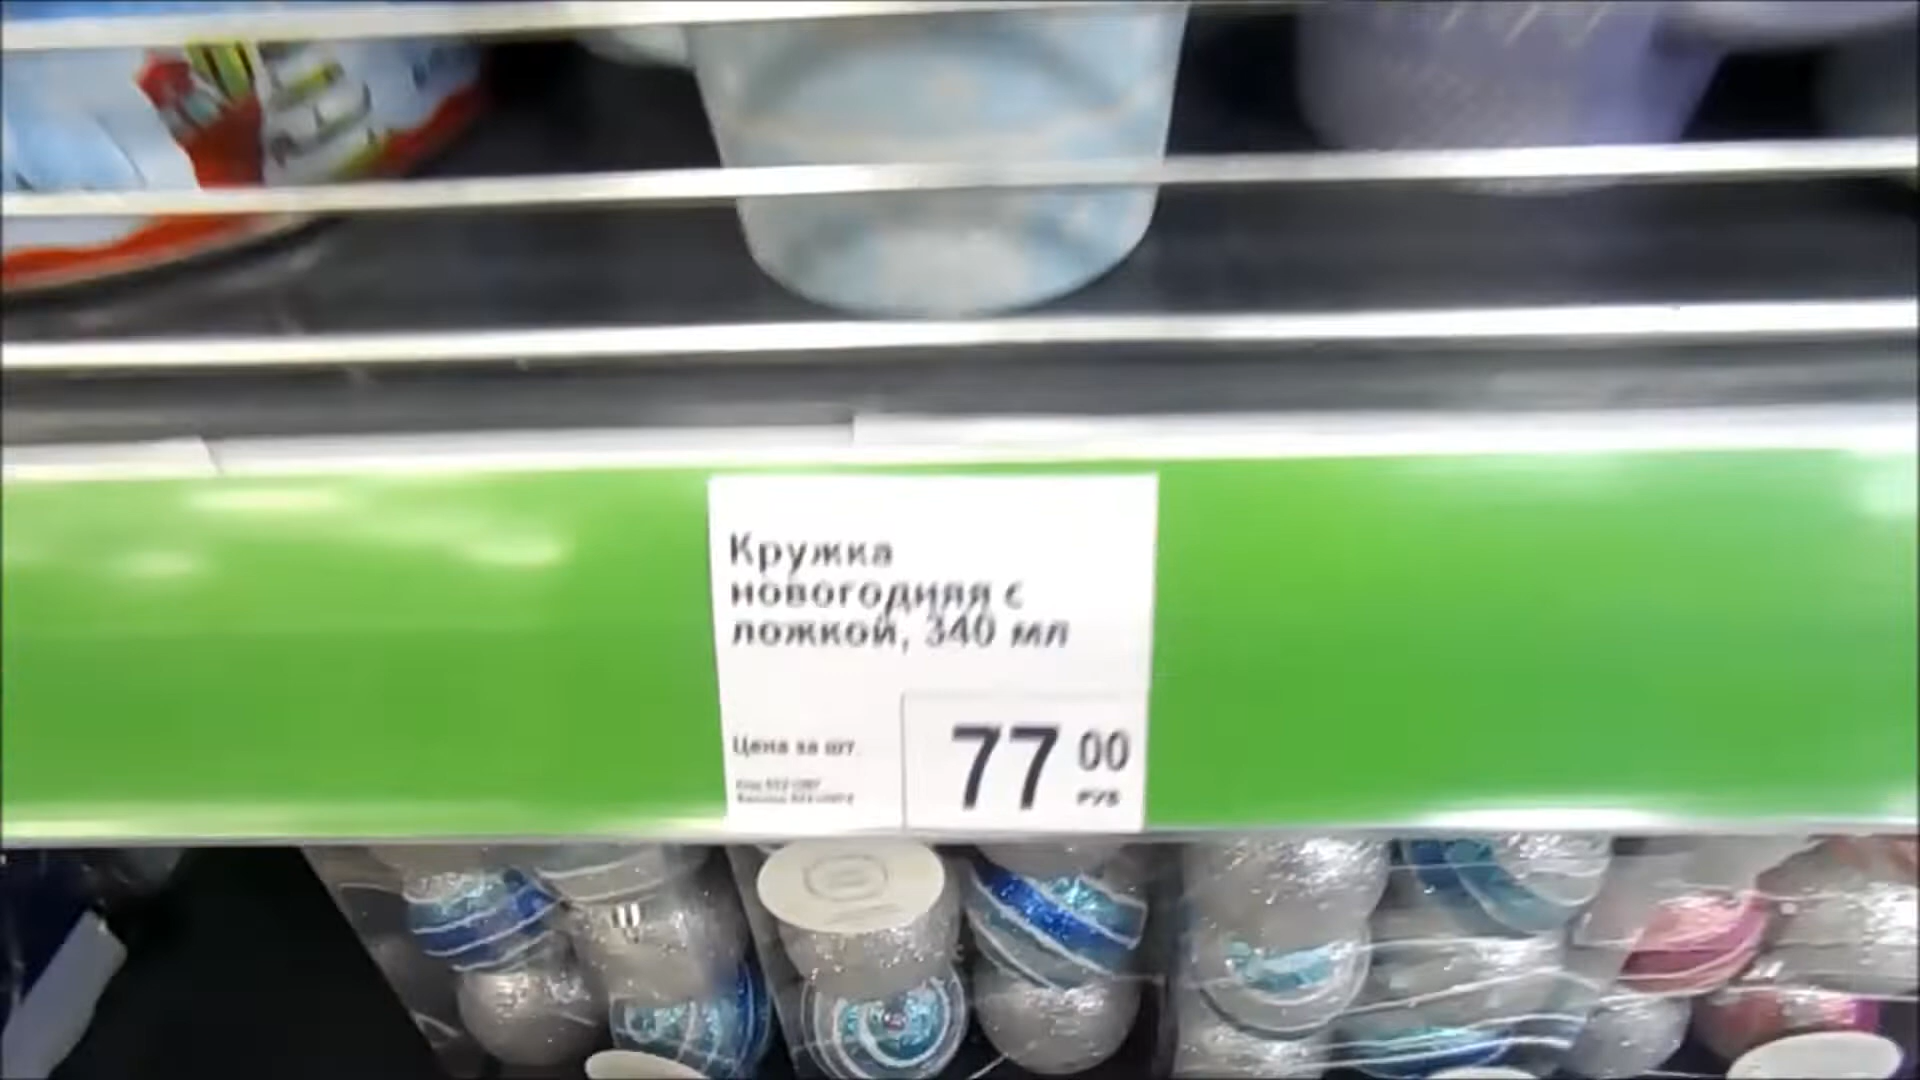 Кружка
новогодняя с
ложкой, 340 мл
Цена за шт.
77 00
РУБ